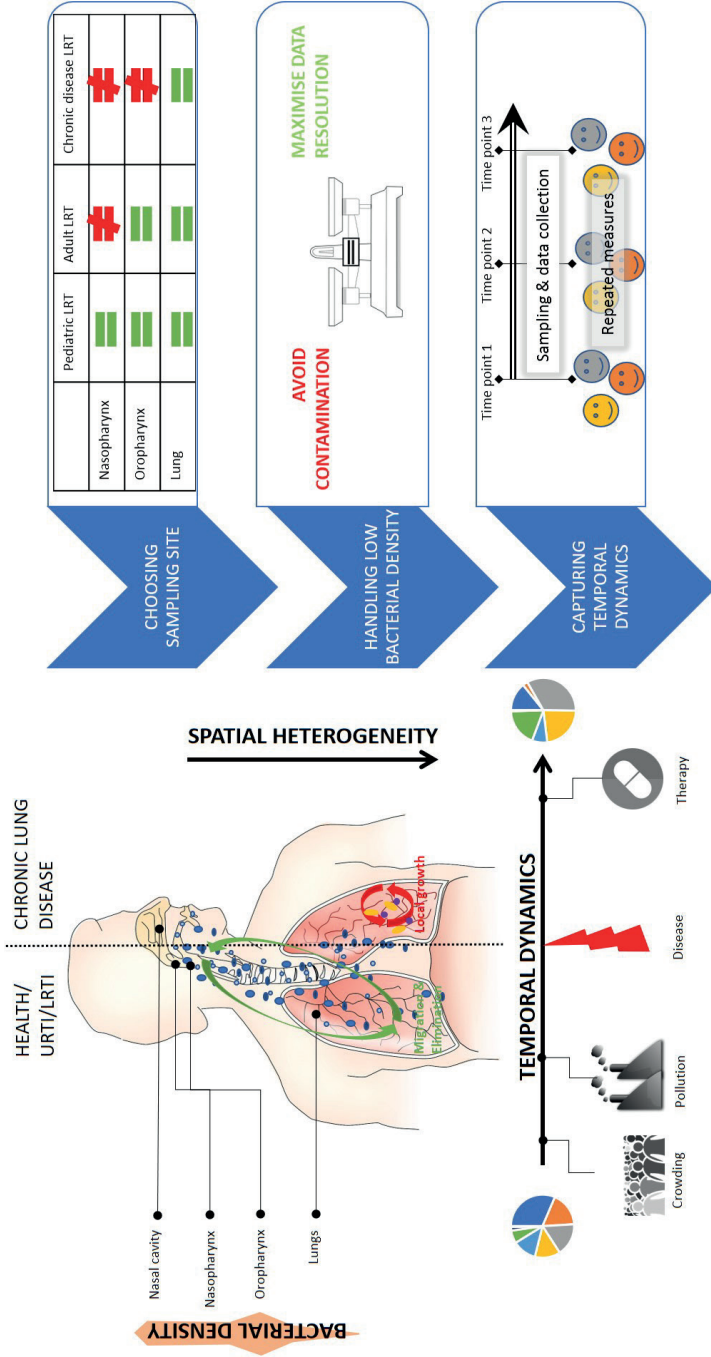 HEALTH/
URTI/LRTI
CHRONIC LUNG
DISEASE
BACTERIAL DENSITY
Nasal cavity
Nasopharynx
Oropharynx
Lungs
Migration &
Elimination
Local growth
SPATIAL HETEROGENEITY
TEMPORAL DYNAMICS
Crowding
Pollution
Disease
Therapy
CHOOSING
SAMPLING SITE
Pediatric LRT Adult LRT Chronic disease LRT
Nasopharynx = ≠ ≠
Oropharynx = = ≠
Lung = = =
HANDLING LOW
BACTERIAL DENSITY
AVOID
CONTAMINATION
MAXIMISE DATA
RESOLUTION
CAPTURING
TEMPORAL
DYNAMICS
Time point 1 Time point 2 Time point 3
Sampling & data collection
Repeated measures